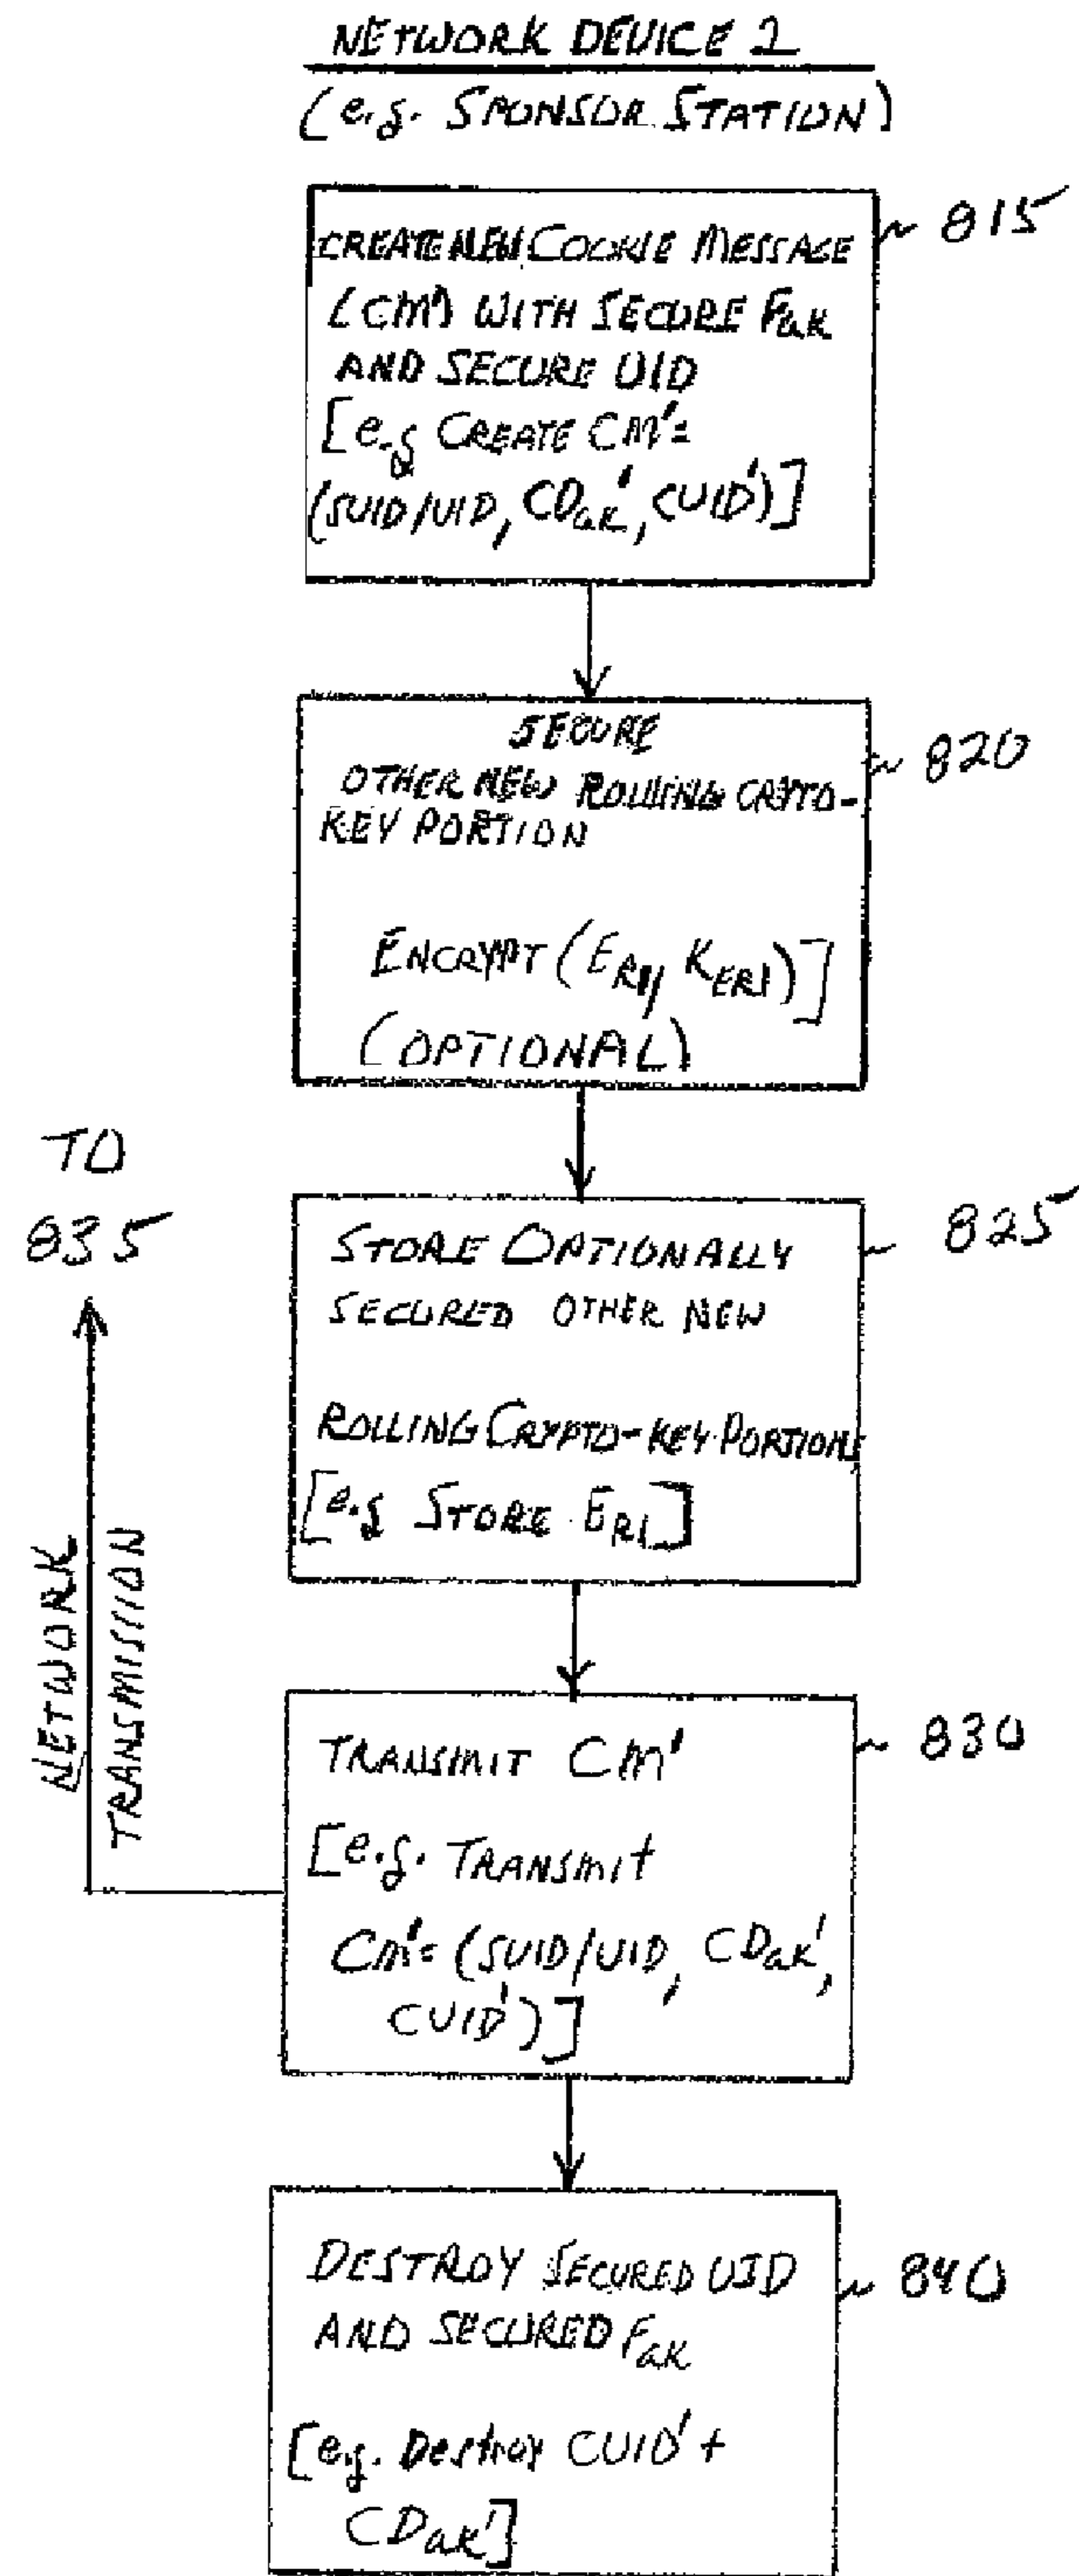 NETWORK DEVICE 2
(e.g. SPONSOR STATION)
CREATE NEW COOKIE MESSAGE
(CM') WITH SECURE Fak
AND SECURE UID
[e.g CREATE CM'=
(SUID/UID, CDak', CUID')]
815
SECURE
OTHER NEW ROLLING CRYPTO-
KEY PORTION
ENCRYPT (ER1, KER1)]
(OPTIONAL)
820
TO
835
STORE OPTIONALLY
SECURED OTHER NEW
ROLLING CRYPTO-KEY PORTIONS
[e.g STORE ER1]
825
NETWORK
TRANSMISSION
TRANSMIT CM'
[e.g. TRANSMIT
CM'= (SUID/UID, CDak',
CUID')]
830
DESTROY SECURED UID
AND SECURED Fak
[e.g. Destroy CUID' +
CDak']
840